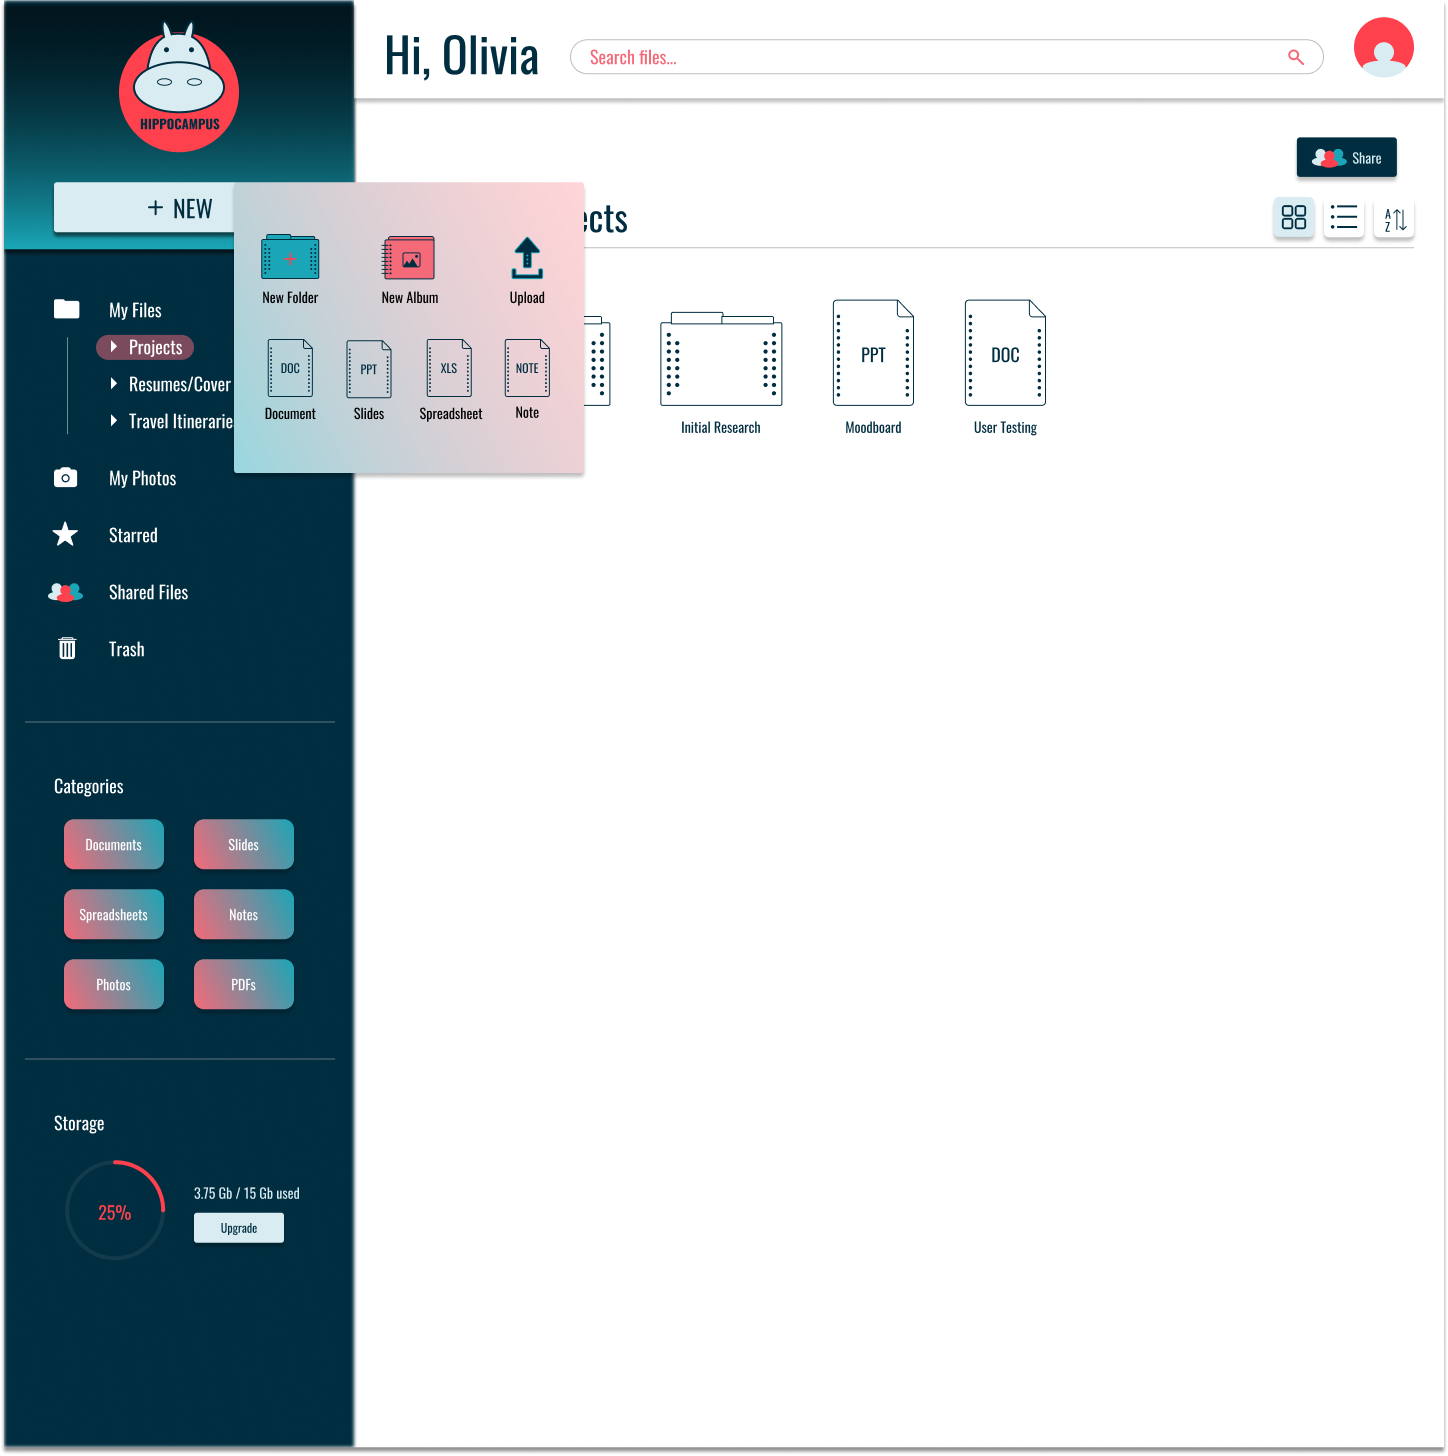 HIPPOCAMPUS
Hi, Olivia
Search files...
Share
+ NEW
ects
A
Z
New Folder
New Album
Upload
DOC
PPT
XLS
NOTE
Document
Slides
Spreadsheet
Note
My Files
Projects
Resumes/Cover
Travel Itinerarie
My Photos
Starred
Shared Files
Trash
PPT
DOC
Initial Research
Moodboard
User Testing
Categories
Documents
Slides
Spreadsheets
Notes
Photos
PDFs
Storage
25%
3.75 Gb / 15 Gb used
Upgrade